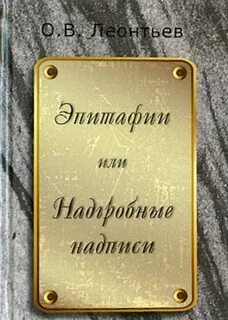 О.В. Леонтьев
Эпитафии
или
Надгробные
надписи